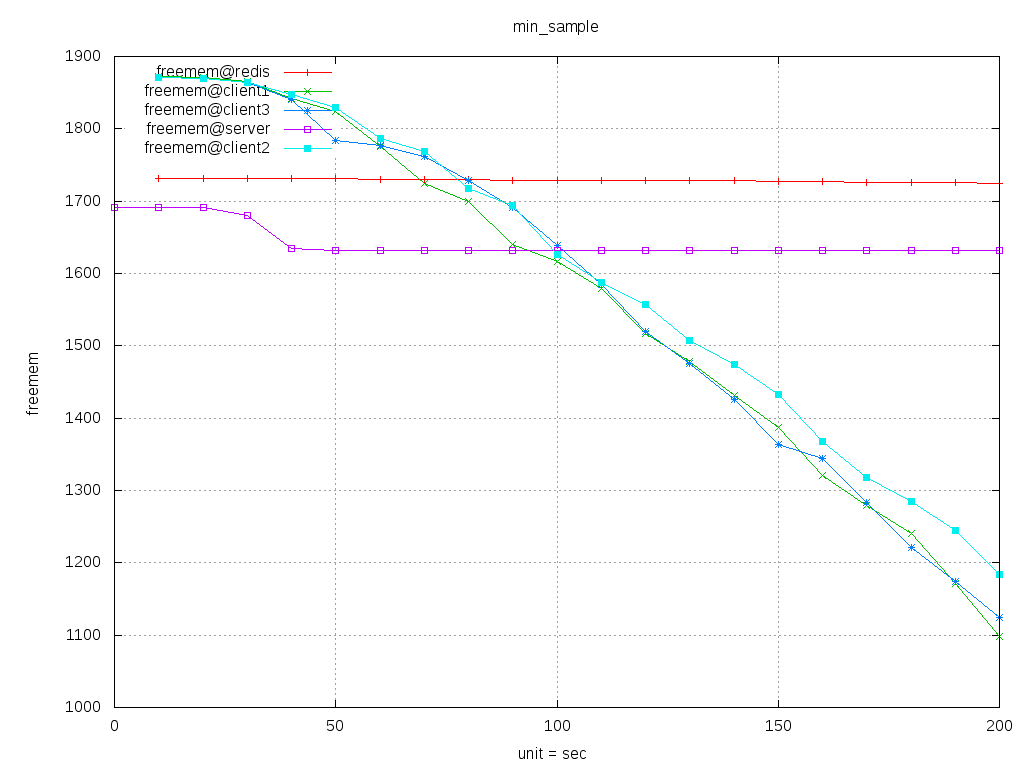 min_sample
1900
1800
1700
1600
1500
1400
1300
1200
1100
1000
freemem
freemem@redis
freemem@client1
freemem@client3
freemem@server
freemem@client2
0 50 100 150 200
unit = sec